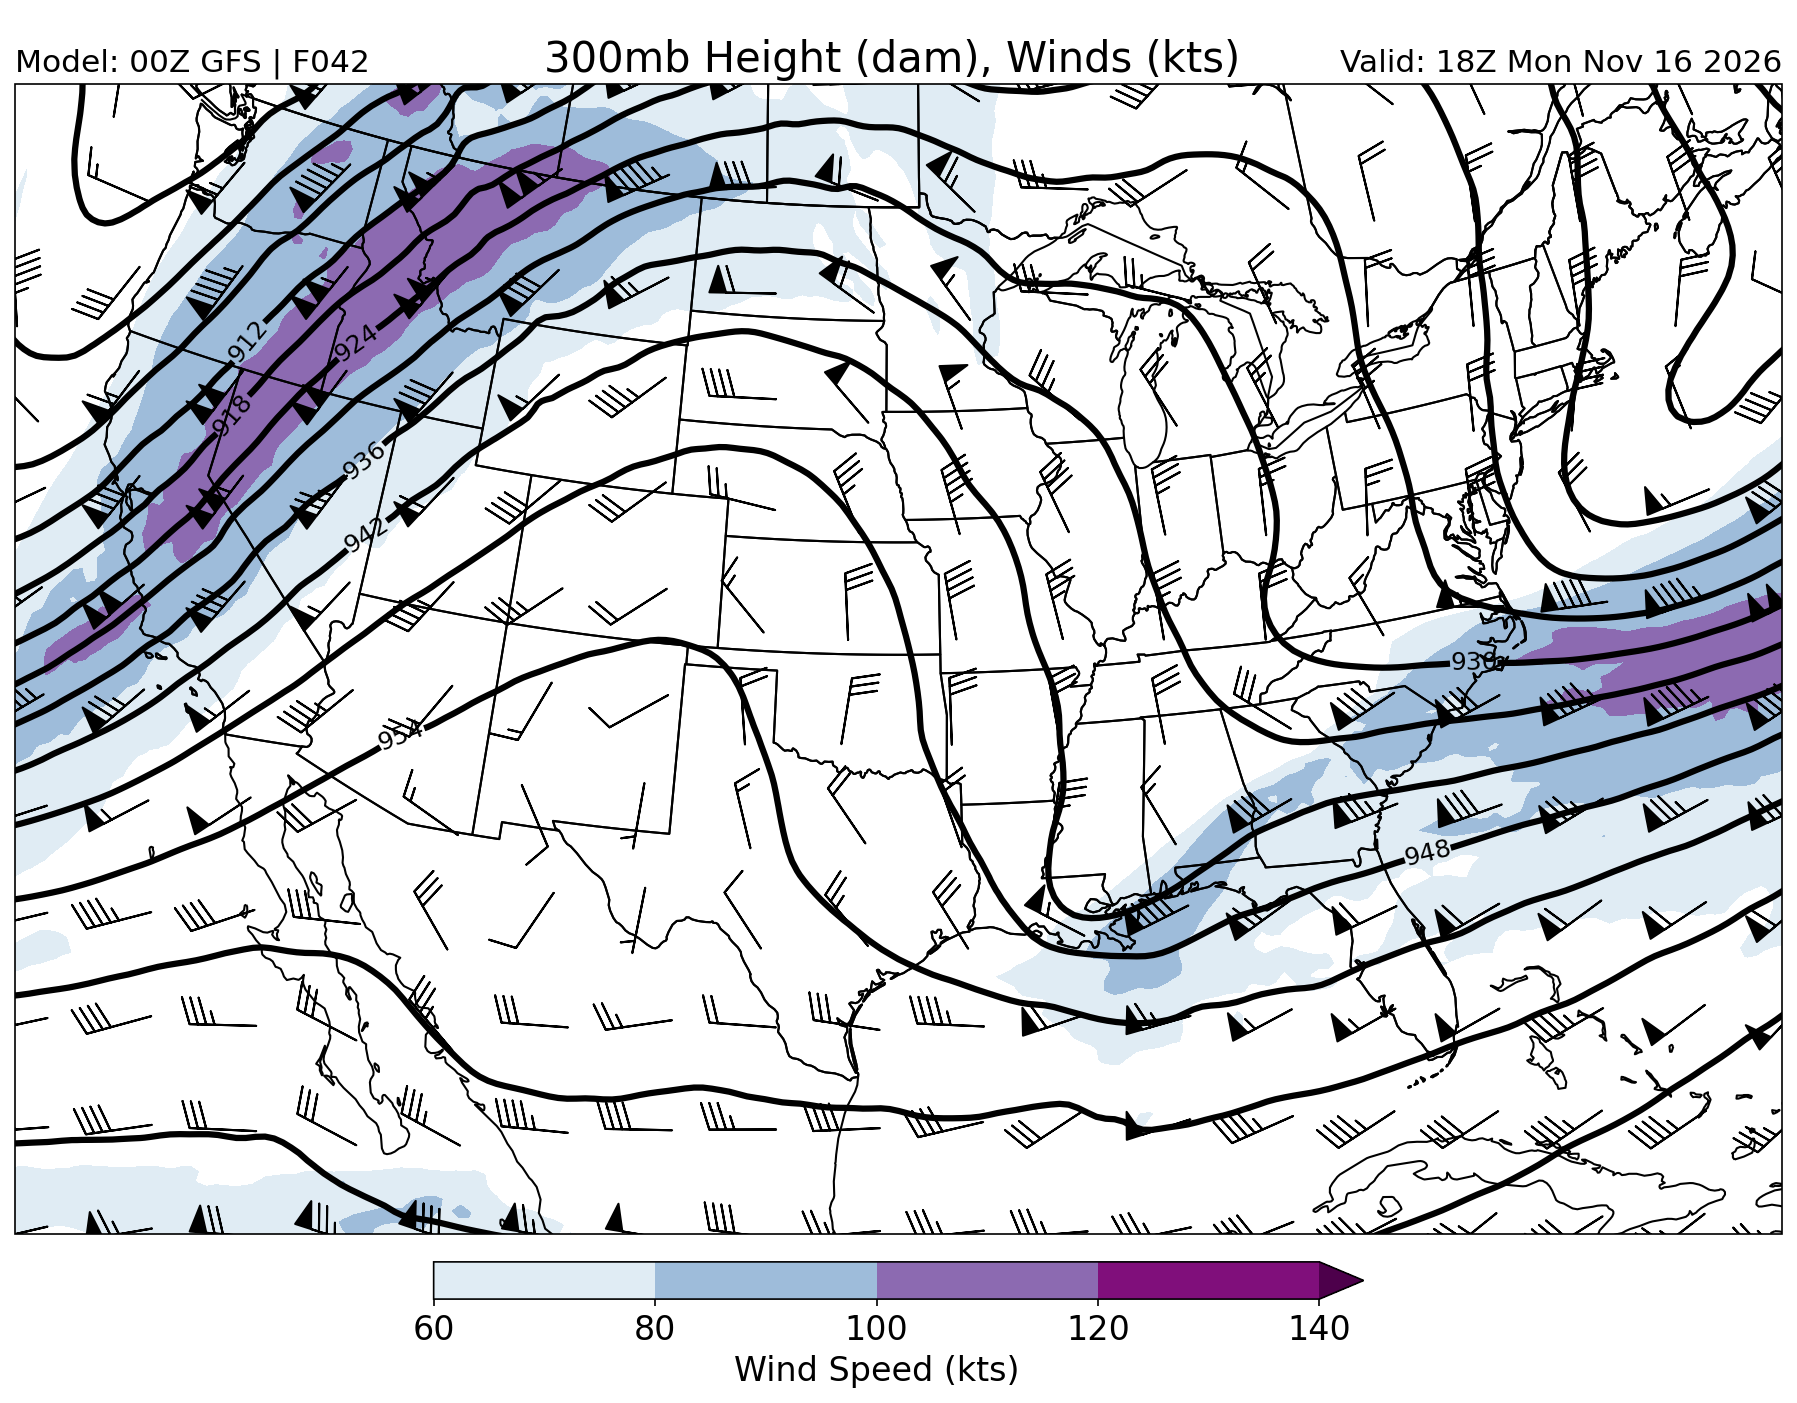 Model: 00Z GFS | F042
300mb Height (dam), Winds (kts)
Valid: 18Z Mon Nov 16 2026
912
924
918
936
942
930
954
948
60 80 100 120 140
Wind Speed (kts)